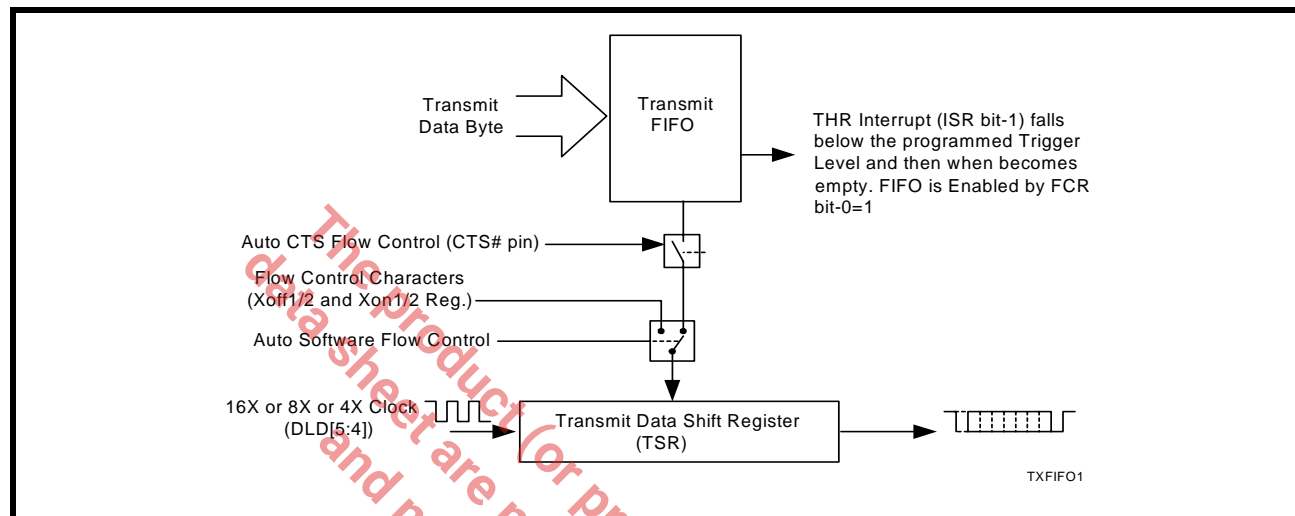 Transmit
Data Byte
Transmit
FIFO
THR Interrupt (ISR bit-1) falls
below the programmed Trigger
Level and then when becomes
empty. FIFO is Enabled by FCR
bit-0=1
Auto CTS Flow Control (CTS# pin)
Flow Control Characters
(Xoff1/2 and Xon1/2 Reg.)
Auto Software Flow Control
16X or 8X or 4X Clock
(DLD[5:4])
Transmit Data Shift Register
(TSR)
TXFIFO1
The product (or pr
data sheet are
and